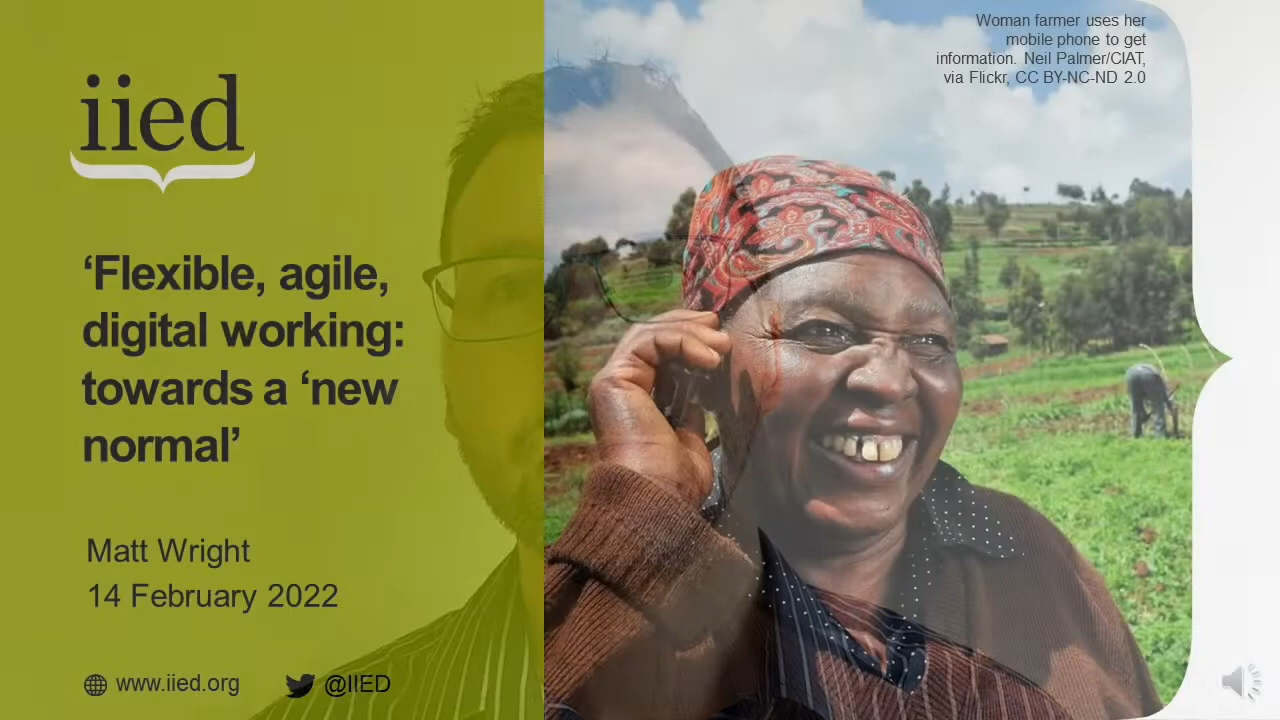 iied
‘Flexible, agile,
digital working:
towards a ‘new
normal’
Matt Wright
14 February 2022
www.iied.org
@IIED
Woman farmer uses her
mobile phone to get
information. Neil Palmer/CIAT,
via Flickr, CC BY-NC-ND 2.0